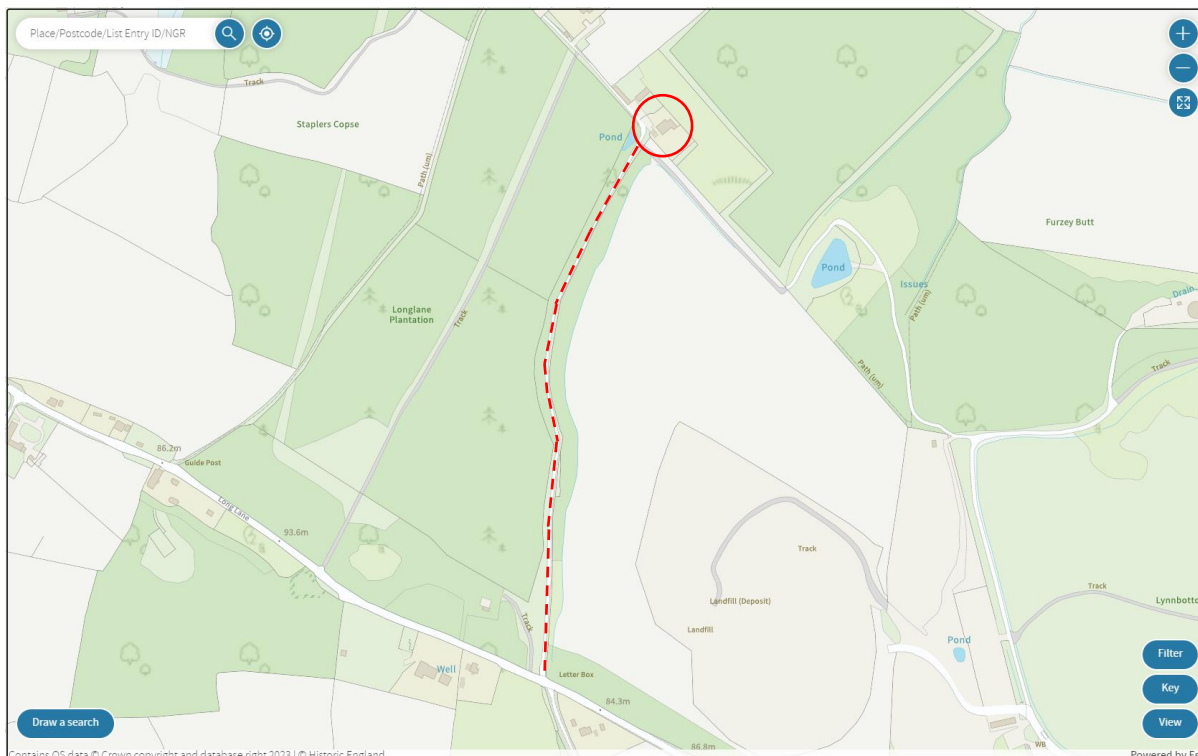 Place/Postcode/List Entry ID/NGR
Track
Staplers Copse
Path (um)
Pond
Furzey Butt
Pond
Issues
Path (um)
Drain
Longlane
Plantation
Track
Path (um)
Track
86.2m
Guide Post
Long Lane
93.6m
Track
Track
Landfill (Deposit)
Lynnbotto
Landfill
Track
Pond
Well
Letter Box
84.3m
86.8m
WB
Filter
Key
View
Draw a search
Contains OS data © Crown copyright and database right 2023 | © Historic England
Powered by Es